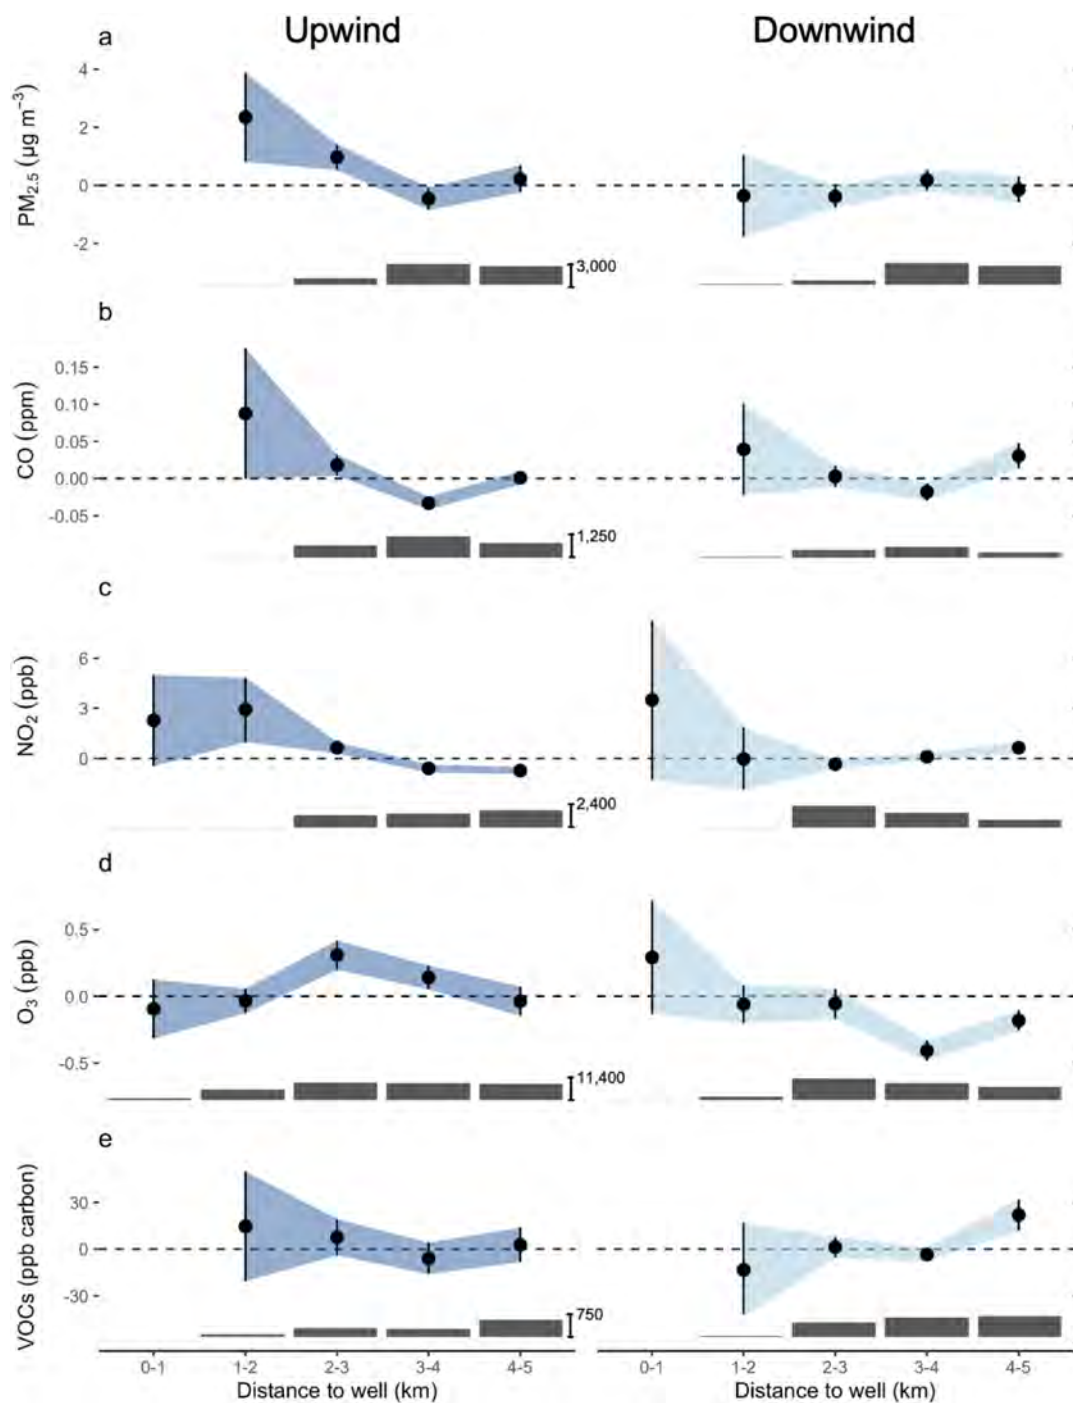 Upwind Downwind
a
4
2
0
-2
PM2.5 (µg m−3)
3,000
b
0.15
0.10
0.05
0.00
-0.05
CO (ppm)
1,250
c
6
3
0
NO2 (ppb)
2,400
d
0.5
0.0
-0.5
O3 (ppb)
11,400
e
30
0
-30
VOCs (ppb carbon)
750
0-1 1-2 2-3 3-4 4-5 0-1 1-2 2-3 3-4 4-5
Distance to well (km) Distance to well (km)